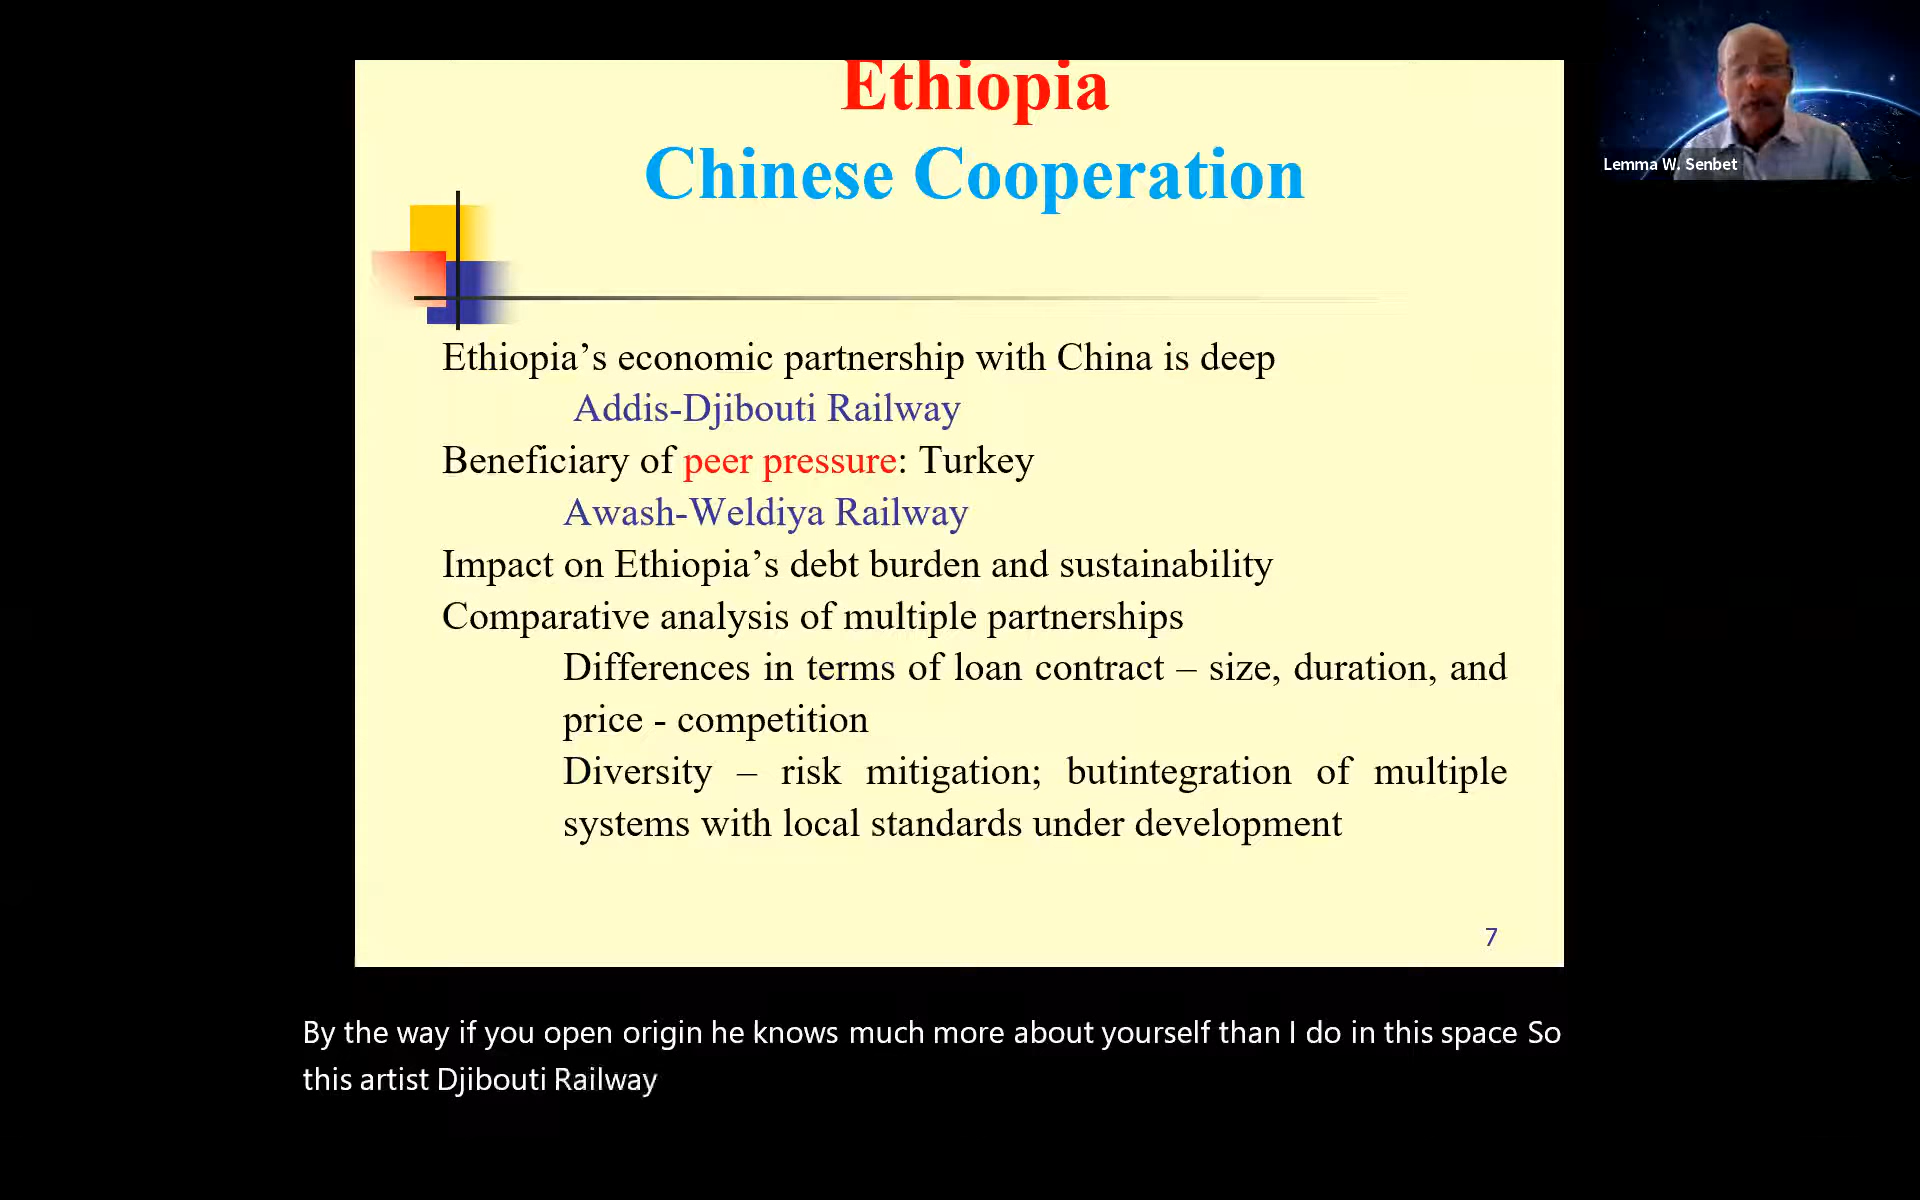 Ethiopia
Chinese Cooperation
Lemma W. Senbet
Ethiopia’s economic partnership with China is deep
Addis-Djibouti Railway
Beneficiary of peer pressure: Turkey
Awash-Weldiya Railway
Impact on Ethiopia’s debt burden and sustainability
Comparative analysis of multiple partnerships
Differences in terms of loan contract – size, duration, and
price - competition
Diversity – risk mitigation; butintegration of multiple
systems with local standards under development
7
By the way if you open origin he knows much more about yourself than I do in this space So
this artist Djibouti Railway